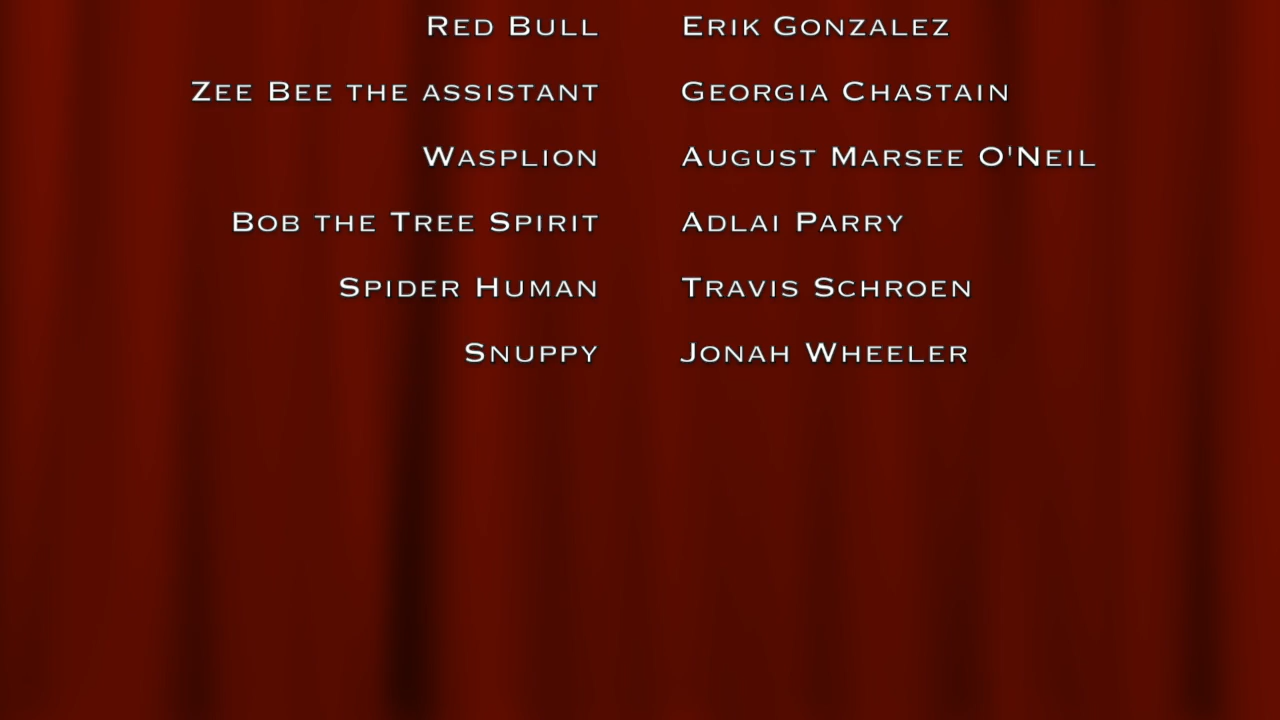 Red Bull Erik Gonzalez
Zee Bee the assistant Georgia Chastain
Wasplion August Marsee O'Neil
Bob the Tree Spirit Adlai Parry
Spider Human Travis Schroen
Snuppy Jonah Wheeler